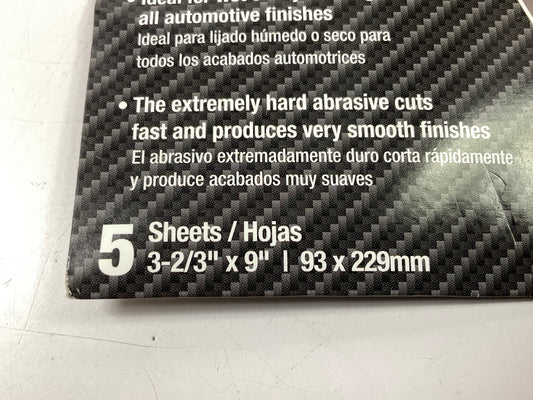 • Ideal for
all automotive finishes
Ideal para lijado húmedo o seco para
todos los acabados automotrices
• The extremely hard abrasive cuts
fast and produces very smooth finishes
El abrasivo extremadamente duro corta rápidamente
y produce acabados muy suaves
5 Sheets / Hojas
3-2/3" x 9" | 93 x 229mm